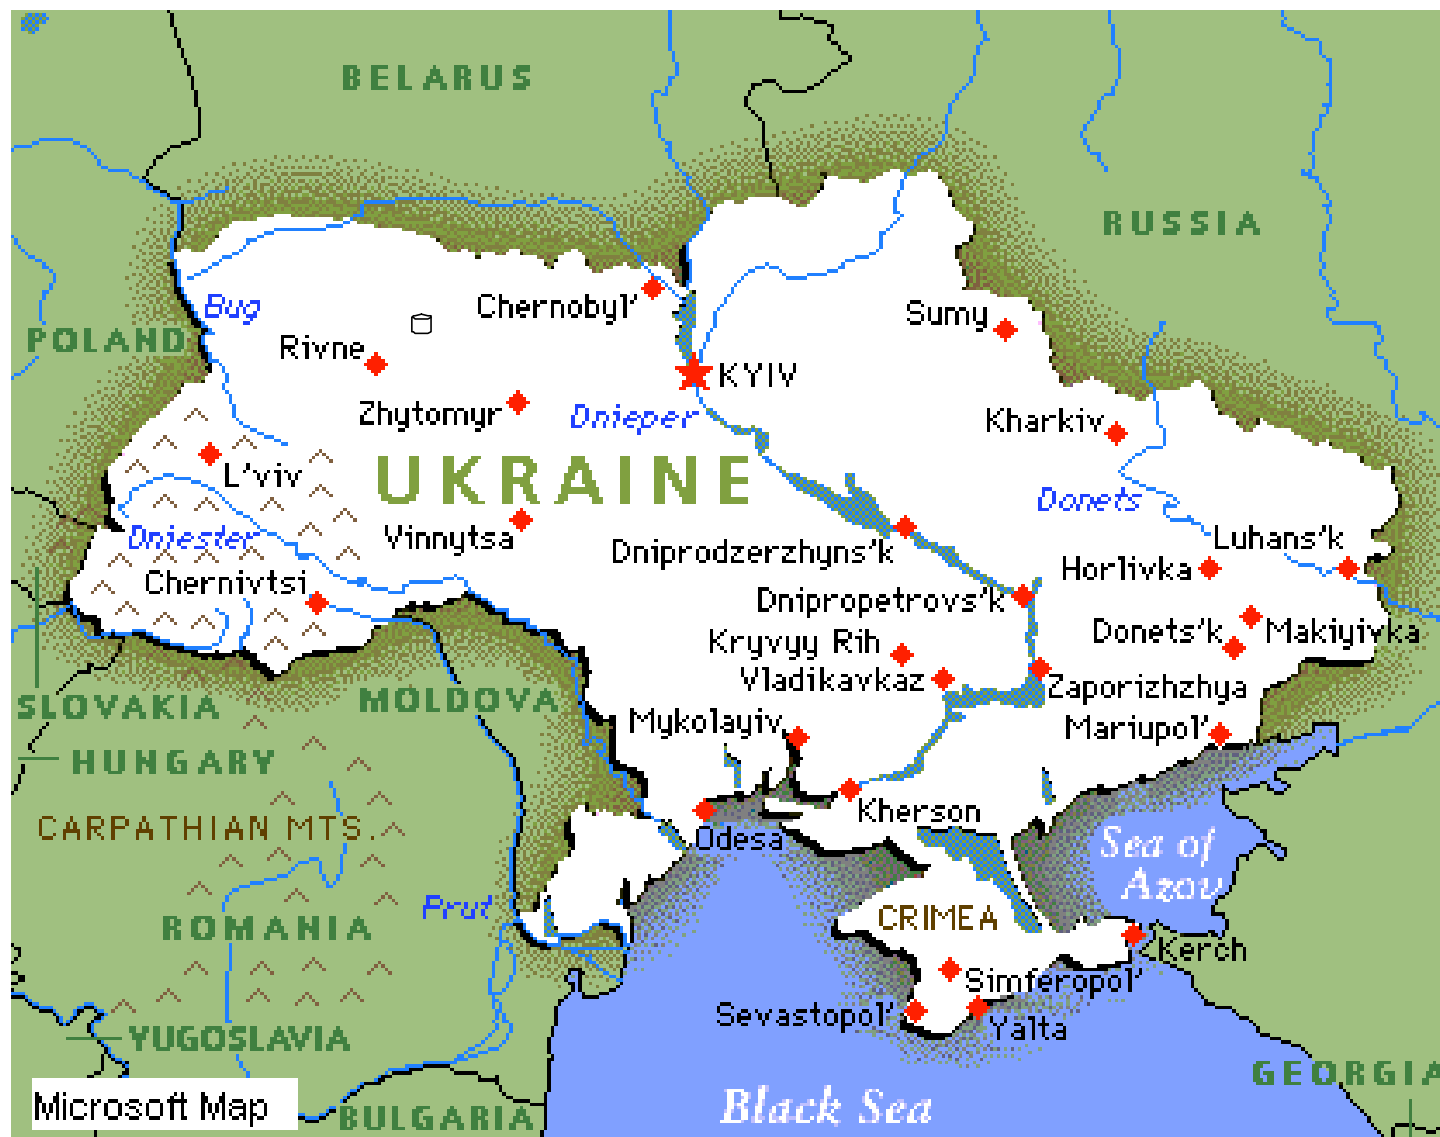 BELARUS
RUSSIA
Bug
Chernobyl'
Sumy
POLAND
Rivne
KYIV
Zhytomyr
Dnieper
Kharkiv
L'viv
UKRAINE
Donets
Dniester
Vinnytsa
Dniprodzerzhyns'k
Luhans'k
Chernivtsi
Horlivka
Dnipropetrovs'k
Donets'k
Makiyivka
Kryvyy Rih
Vladikavkaz
Zaporizhzhya
SLOVAKIA
MOLDOVA
Mykolayiv
Mariupol'
HUNGARY
Kherson
CARPATHIAN MTS.
Odesa
Sea of
Azov
Prut
CRIMEA
ROMANIA
Kerch
Simferopol'
Sevastopol'
Yalta
YUGOSLAVIA
GEORGIA
Microsoft Map
BULGARIA
Black Sea